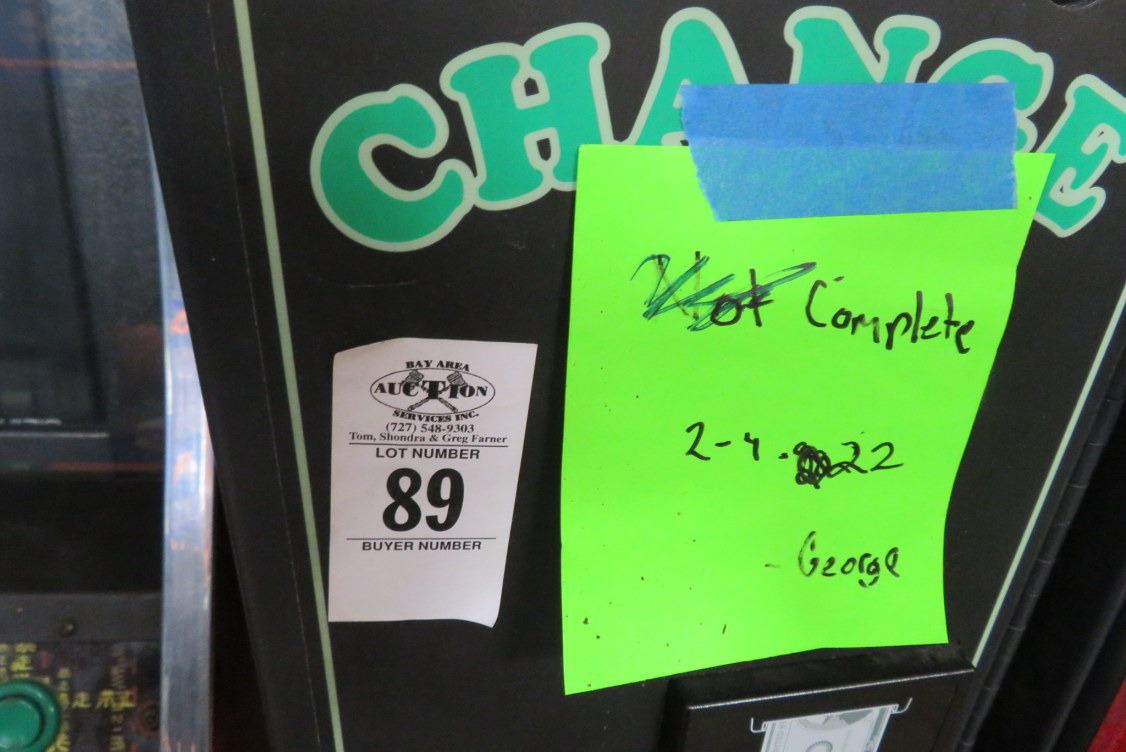 CHANGE
Not Complete
2-4-22
- George
BAY AREA
AUCTION
SERVICES INC.
(727) 548-9303
Tom, Shondra & Greg Farner
LOT NUMBER
89
BUYER NUMBER